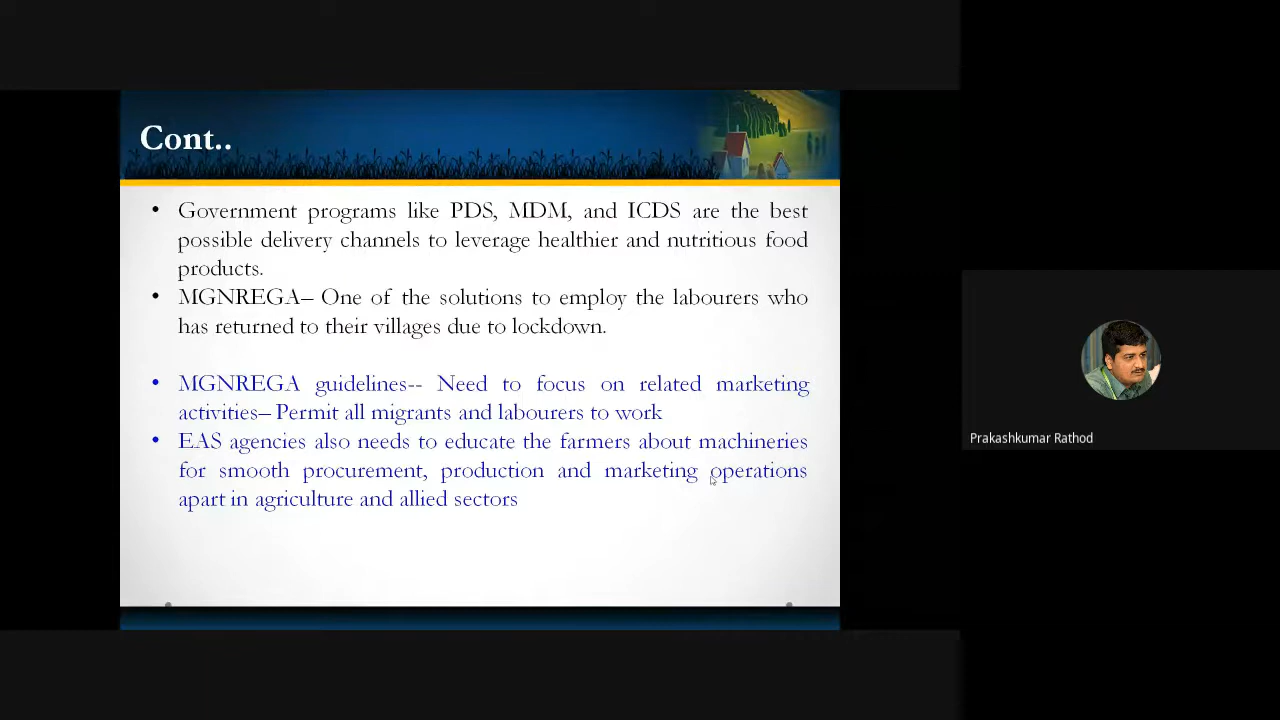 Cont..
• Government programs like PDS, MDM, and ICDS are the best
possible delivery channels to leverage healthier and nutritious food
products.
• MGNREGA– One of the solutions to employ the labourers who
has returned to their villages due to lockdown.
• MGNREGA guidelines-- Need to focus on related marketing
activities– Permit all migrants and labourers to work
• EAS agencies also needs to educate the farmers about machineries
for smooth procurement, production and marketing operations
apart in agriculture and allied sectors
Prakashkumar Rathod